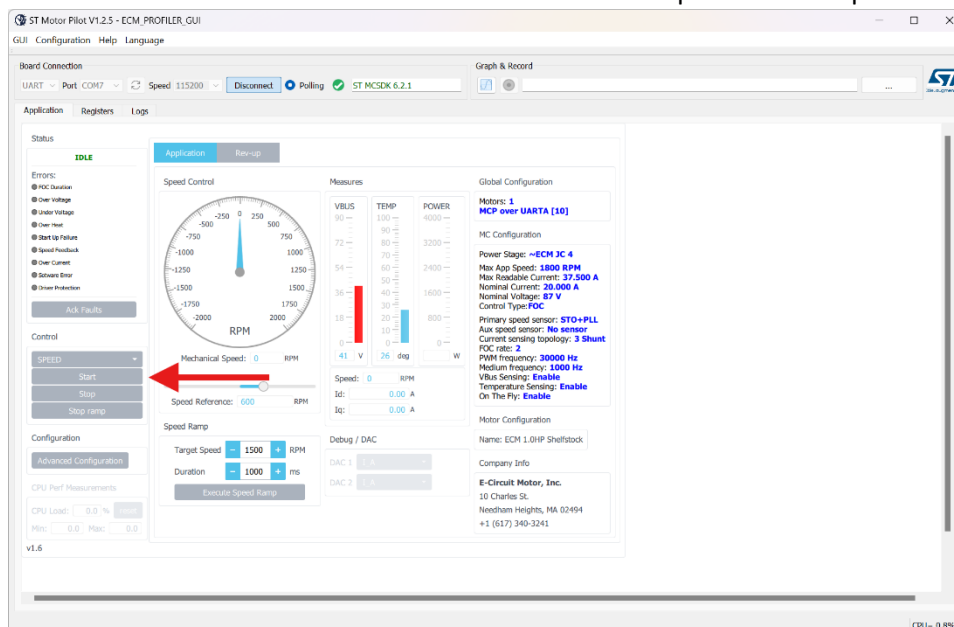 ST Motor Pilot V1.2.5 - ECM_PROFILER_GUI
GUI Configuration Help Language
Board Connection
UART Port COM7 Speed 115200 Disconnect Polling ST MCSDK 6.2.1
Graph & Record
...
Application Registers Logs
Status
IDLE
Errors:
FOC Duration
Over Voltage
Under Voltage
Over Heat
Start Up Failure
Speed Feedback
Over Current
Sotware Error
Driver Protection
Ack Faults
Control
SPEED
Start
Stop
Stop ramp
Configuration
Advanced Configuration
CPU Perf Measurements
CPU Load: 0.0 %
Min: 0.0 Max: 0.0
v1.6
Application Rev-up
Speed Control
-2000 -1750 -1500 -1250 -1000 -750 -500 -250 0 250 500 750 1000 1250 1500 1750 2000
RPM
Mechanical Speed: 0 RPM
Speed Reference: 600 RPM
Speed Ramp
Target Speed - 1500 + RPM
Duration - 1000 + ms
Execute Speed Ramp
Measures
VBUS TEMP POWER
90 72 54 36 18 0
100 90 80 70 60 50 40 30 20 10 0
4000 3200 2400 1600 800 0
41 V 26 deg W
Speed: 0 RPM
Id: 0.00 A
Iq: 0.00 A
Debug / DAC
DAC 1
DAC 2
Global Configuration
Motors: 1
MCP over UARTA [10]
MC Configuration
Power Stage: ~ECM JC 4
Max App Speed: 1800 RPM
Max Readable Current: 37.500 A
Nominal Current: 20.000 A
Nominal Voltage: 87 V
Control Type:FOC
Primary speed sensor: STO+PLL
Aux speed sensor: No sensor
Current sensing topology: 3 Shunt
FOC rate: 2
PWM frequency: 30000 Hz
Medium frequency: 1000 Hz
VBus Sensing: Enable
Temperature Sensing: Enable
On The Fly: Enable
Motor Configuration
Name: ECM 1.0HP Shelfstock
Company Info
E-Circuit Motor, Inc.
10 Charles St.
Needham Heights, MA 02494
+1 (617) 340-3241
CPU= 0.8%